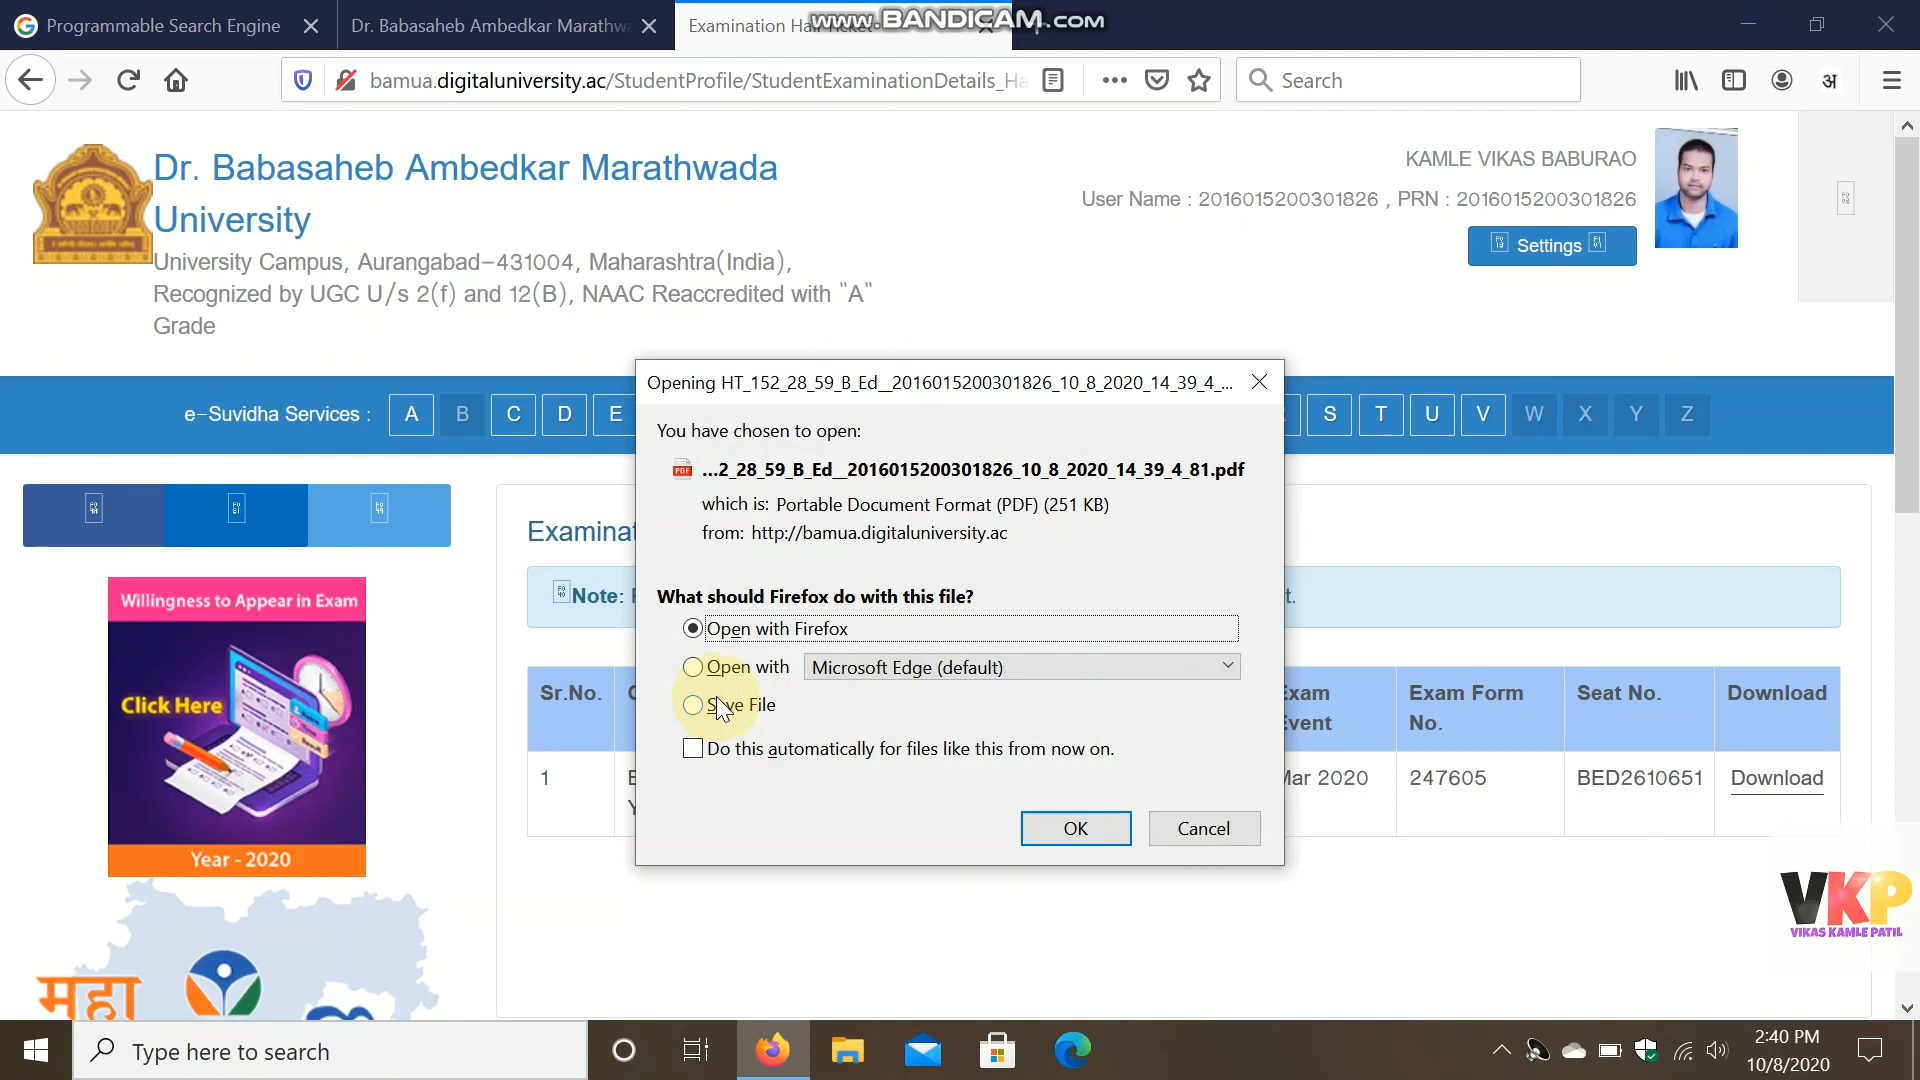 Programmable Search Engine
Dr. Babasaheb Ambedkar Marathw
Examination Hall Ticket
www.BANDICAM.com
bamua.digitaluniversity.ac/StudentProfile/StudentExaminationDetails_Ha
Search
अ
Dr. Babasaheb Ambedkar Marathwada
University
University Campus, Aurangabad-431004, Maharashtra(India),
Recognized by UGC U/s 2(f) and 12(B), NAAC Reaccredited with "A"
Grade
KAMLE VIKAS BABURAO
User Name : 2016015200301826 , PRN : 2016015200301826
Settings
e-Suvidha Services : A B C D E S T U V W X Y Z
Opening HT_152_28_59_B_Ed__2016015200301826_10_8_2020_14_39_4_...
You have chosen to open:
...2_28_59_B_Ed__2016015200301826_10_8_2020_14_39_4_81.pdf
which is: Portable Document Format (PDF) (251 KB)
from: http://bamua.digitaluniversity.ac
What should Firefox do with this file?
Open with Firefox
Open with Microsoft Edge (default)
Save File
Do this automatically for files like this from now on.
OK Cancel
Willingness to Appear in Exam
Click Here
Year - 2020
महा
Examinat
Note:
t.
Sr.No. Exam Event Exam Form No. Seat No. Download
1 Mar 2020 247605 BED2610651 Download
VKP
VIKAS KAMLE PATIL
Type here to search
2:40 PM
10/8/2020